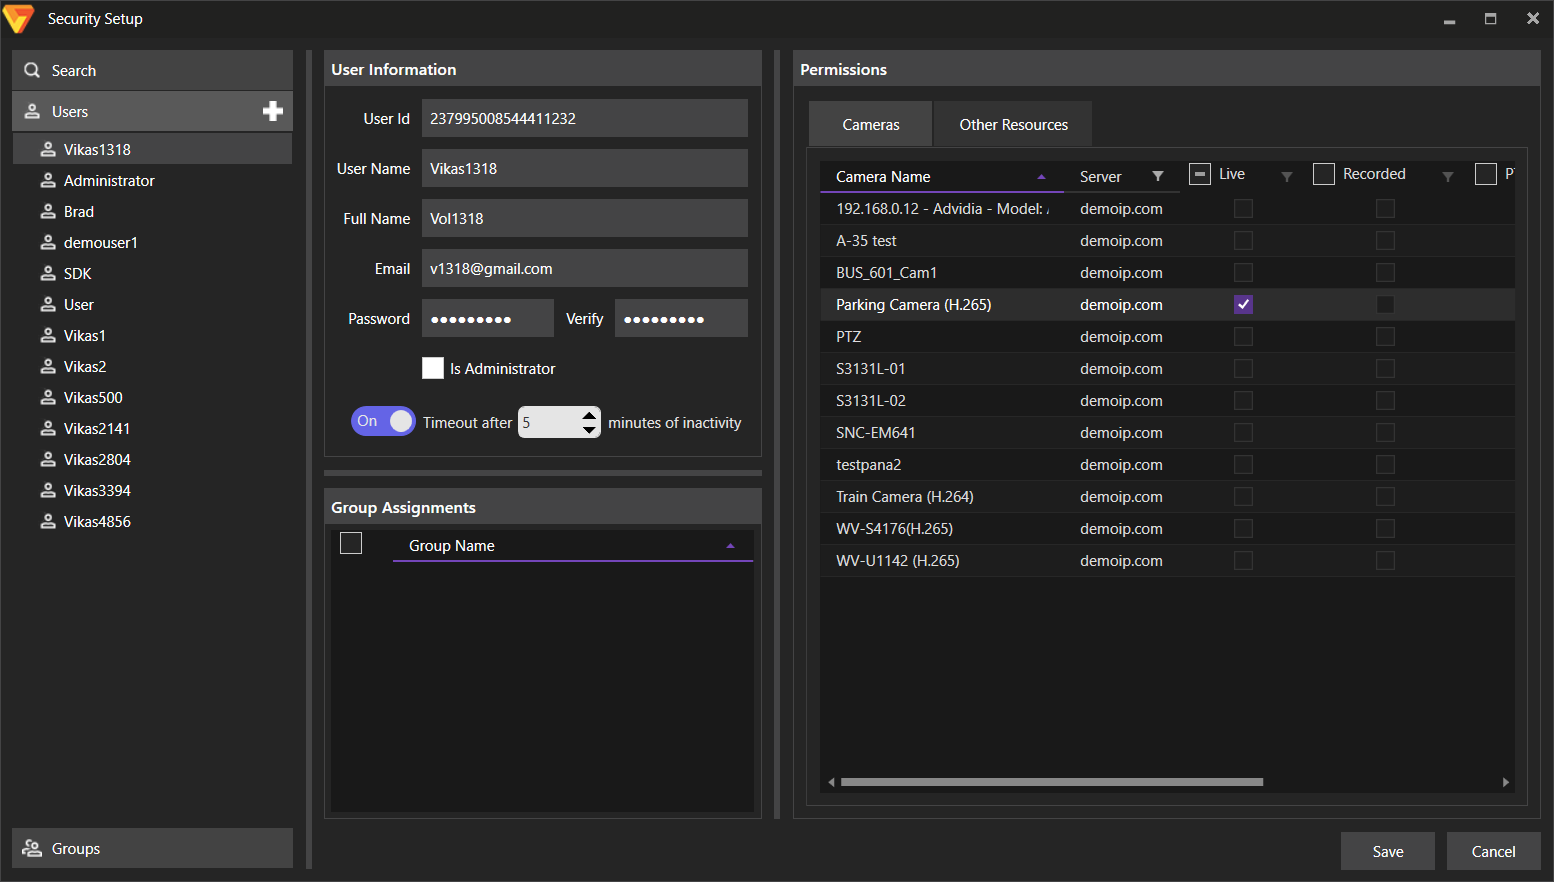 Security Setup
Search
Users
Vikas1318
Administrator
Brad
demouser1
SDK
User
Vikas1
Vikas2
Vikas500
Vikas2141
Vikas2804
Vikas3394
Vikas4856
Groups
User Information
User Id 237995008544411232
User Name Vikas1318
Full Name Vol1318
Email v1318@gmail.com
Password ●●●●●●●●● Verify ●●●●●●●●●
Is Administrator
On Timeout after 5 minutes of inactivity
Group Assignments
Group Name
Permissions
Cameras Other Resources
Camera Name Server Live Recorded
192.168.0.12 - Advidia - Model: demoip.com
A-35 test demoip.com
BUS_601_Cam1 demoip.com
Parking Camera (H.265) demoip.com
PTZ demoip.com
S3131L-01 demoip.com
S3131L-02 demoip.com
SNC-EM641 demoip.com
testpana2 demoip.com
Train Camera (H.264) demoip.com
WV-S4176(H.265) demoip.com
WV-U1142 (H.265) demoip.com
Save Cancel